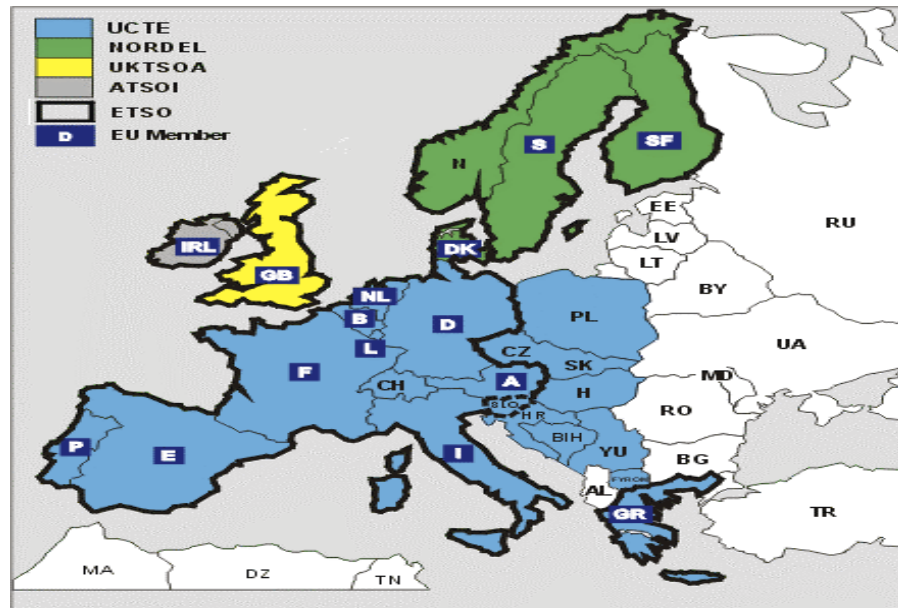 UCTE
NORDEL
UKTSOA
ATSOI
ETSO
D EU Member
N
S
SF
EE
RU
LV
IRL
DK
LT
GB
BY
NL
B
D
PL
L
CZ
UA
SK
F
CH
A
H
MD
SLO
HR
RO
BIH
P
E
I
YU
BG
FYROM
AL
GR
TR
MA
DZ
TN